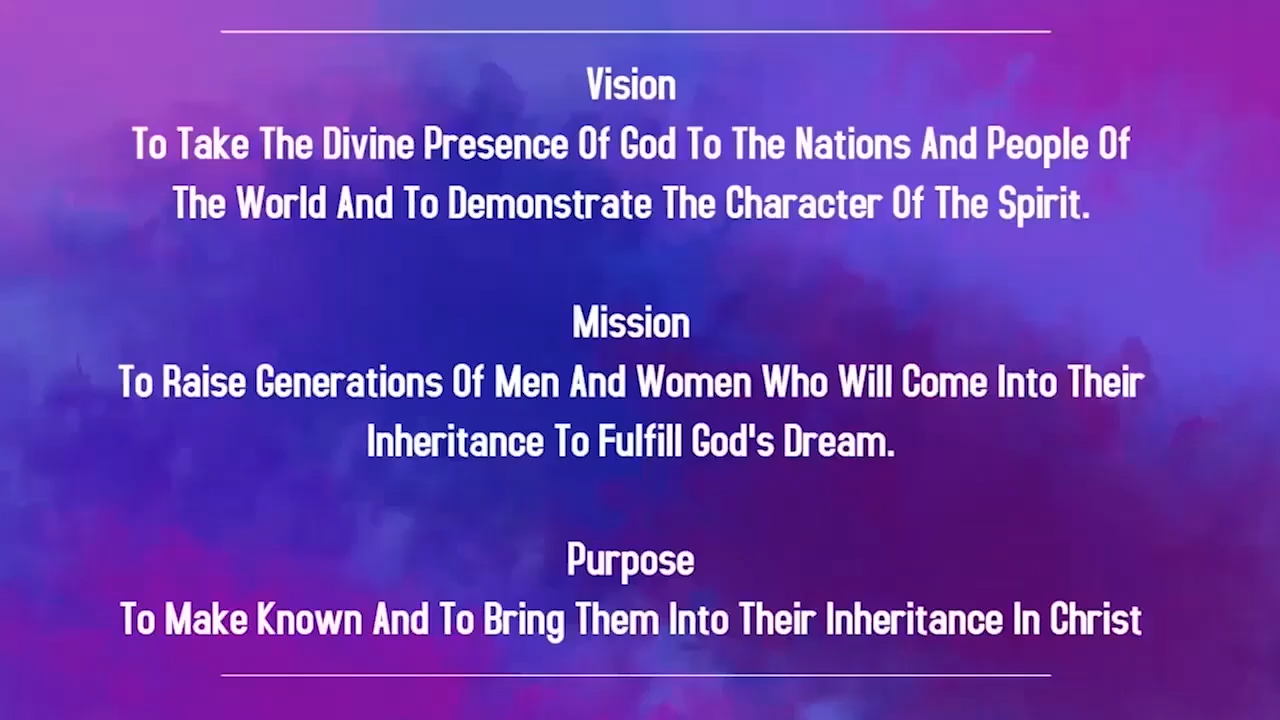 Vision
To Take The Divine Presence Of God To The Nations And People Of
The World And To Demonstrate The Character Of The Spirit.
Mission
To Raise Generations Of Men And Women Who Will Come Into Their
Inheritance To Fulfill God's Dream.
Purpose
To Make Known And To Bring Them Into Their Inheritance In Christ